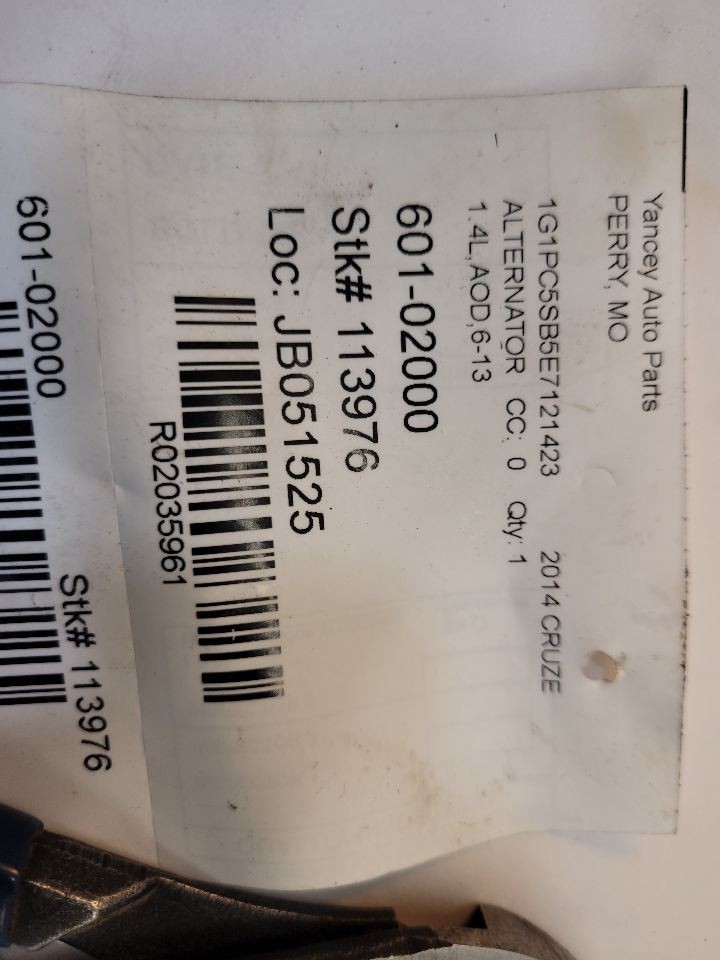 Yancey Auto Parts
PERRY, MO
1G1PC5SB5E7121423 2014 CRUZE
ALTERNATOR CC: 0 Qty: 1
1.4L,AOD,6-13
601-02000
Stk# 113976
Loc: JB051525
R02035961
601-02000 Stk# 113976